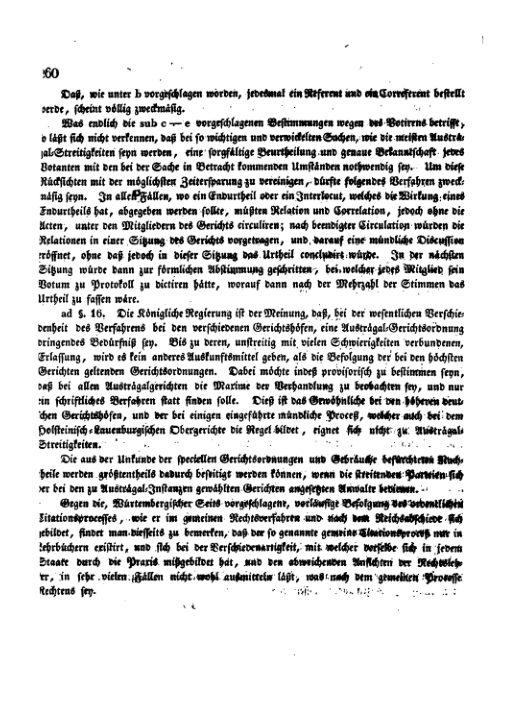 60
Daß, wie unter b vorgeschlagen worden, jedesmal ein Referent und ein Correferent bestellt
werde, scheint völlig zweckmäsig.
Was endlich die sub c — e vorgeschlagenen Bestimmungen wegen des Votirens betrifft,
so läßt sich nicht verkennen, daß bei so wichtigen und verwickelten Sachen, wie die meisten Austrä-
gal-Streitigkeiten seyn werden, eine sorgfältige Beurtheilung und genaue Bekanntschaft jedes
Votanten mit den bei der Sache in Betracht kommenden Umständen nothwendig sey. Um diese
Rücksichten mit der möglichsten Zeitersparung zu vereinigen, dürfte folgendes Verfahren zweck-
mäsig seyn. In allen Fällen, wo ein Endurtheil oder ein Interlocut, welches die Wirkung eines
Endurtheils hat, abgegeben werden sollte, müßten Relation und Correlation, jedoch ohne die
Acten, unter den Mitgliedern des Gerichts circuliren; nach beendigter Circulation würden die
Relationen in einer Sitzung des Gerichts vorgetragen, und darauf eine mündliche Discussion
eröffnet, ohne daß jedoch in dieser Sitzung das Urtheil concludirt würde. In der nächsten
Sitzung würde dann zur förmlichen Abstimmung geschritten, bei welcher jedes Mitglied sein
Votum zu Protokoll zu dictiren hätte, worauf dann nach der Mehrzahl der Stimmen das
Urtheil zu fassen wäre.
ad §. 16. Die Königliche Regierung ist der Meinung, daß, bei der wesentlichen Verschie-
denheit des Verfahrens bei den verschiedenen Gerichtshöfen, eine Austrägal-Gerichtsordnung
dringendes Bedürfniß sey. Bis zu deren, unstreitig mit vielen Schwierigkeiten verbundenen,
Erlassung, wird es kein anderes Auskunftsmittel geben, als die Befolgung der bei den höchsten
Gerichten geltenden Gerichtsordnungen. Dabei möchte indeß provisorisch zu bestimmen seyn,
daß bei allen Austrägalgerichten die Maxime der Verhandlung zu beobachten sey, und nur
ein schriftliches Verfahren statt finden solle. Dieß ist das Gewöhnliche bei den höheren deut-
schen Gerichtshöfen, und der bei einigen eingeführte mündliche Proceß, welcher auch bei dem
Holsteinisch-Lauenburgischen Obergerichte die Regel bildet, eignet sich nicht zu Austrägal-
Streitigkeiten.
Die aus der Unkunde der speciellen Gerichtsordnungen und Gebräuche befürchteten Nach-
theile werden größtentheils dadurch beseitigt werden können, wenn die streitenden Parteien sich
der bei den zu Austrägal-Instanzen gewählten Gerichten angesetzten Anwalte bedienen.
Gegen die, Würtembergischer Seits vorgeschlagene, vorläufige Befolgung des ordentlichen
Citationsprocesses, wie er im gemeinen Rechtsverfahren und nach dem Reichsabschiede sich
gebildet, findet man diesseits zu bemerken, daß der so genannte gemeine Citationsproceß nur in
Lehrbüchern existirt, und sich bei der Verschiedenartigkeit, mit welcher derselbe sich in jedem
Staate durch die Praxis mißgebildet hat, und den abweichenden Ansichten der Rechtsleh-
rer, in sehr vielen Fällen nicht wohl ausmitteln läßt, was nach dem gemeinen Processe
Rechtens sey.